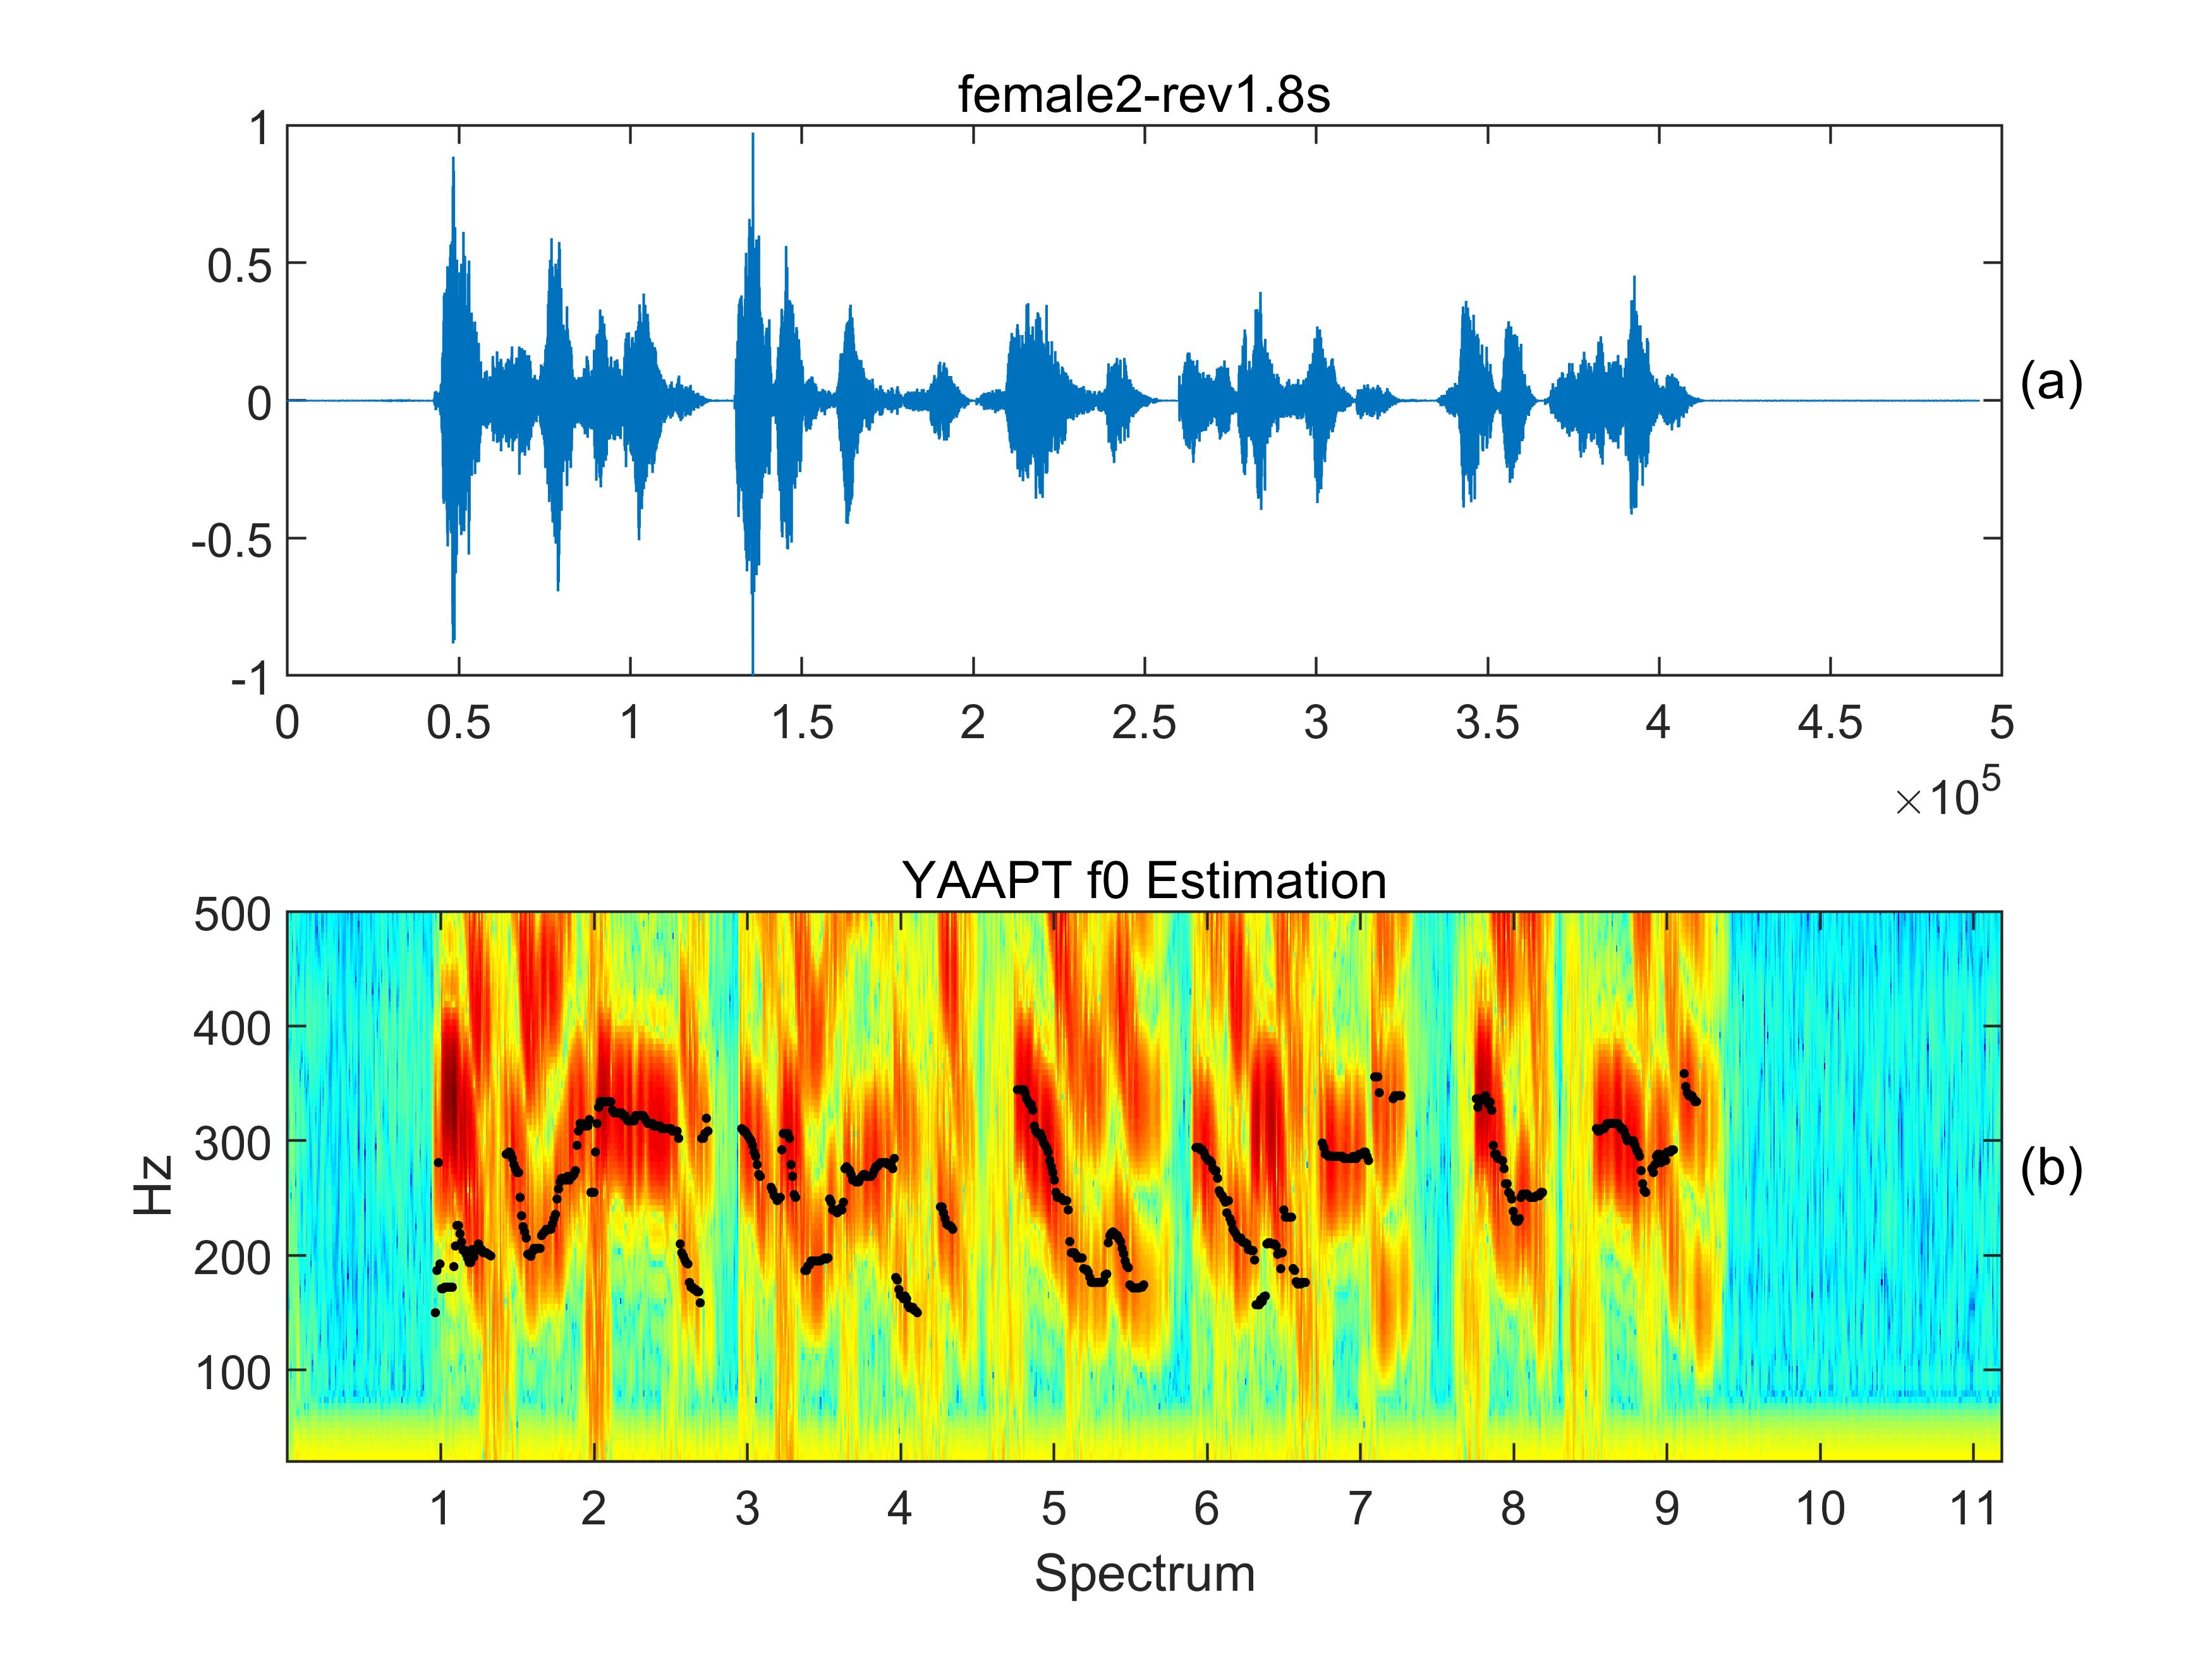 female2-rev1.8s
1
0.5
0
-0.5
-1
0 0.5 1 1.5 2 2.5 3 3.5 4 4.5 5
×10⁵
(a)
YAAPT f0 Estimation
500
400
300
200
100
Hz
1 2 3 4 5 6 7 8 9 10 11
Spectrum
(b)